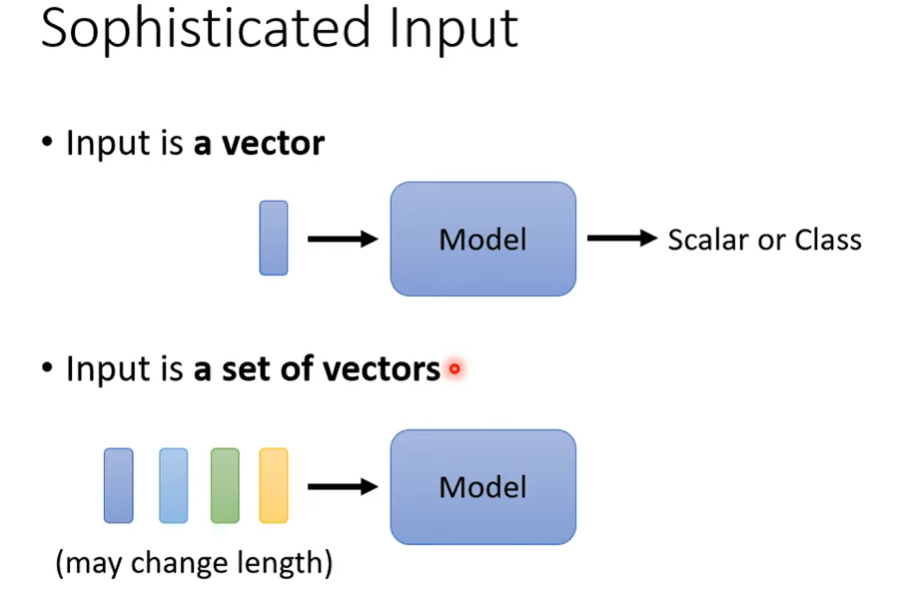 Sophisticated Input
• Input is a vector
Model
Scalar or Class
• Input is a set of vectors
Model
(may change length)